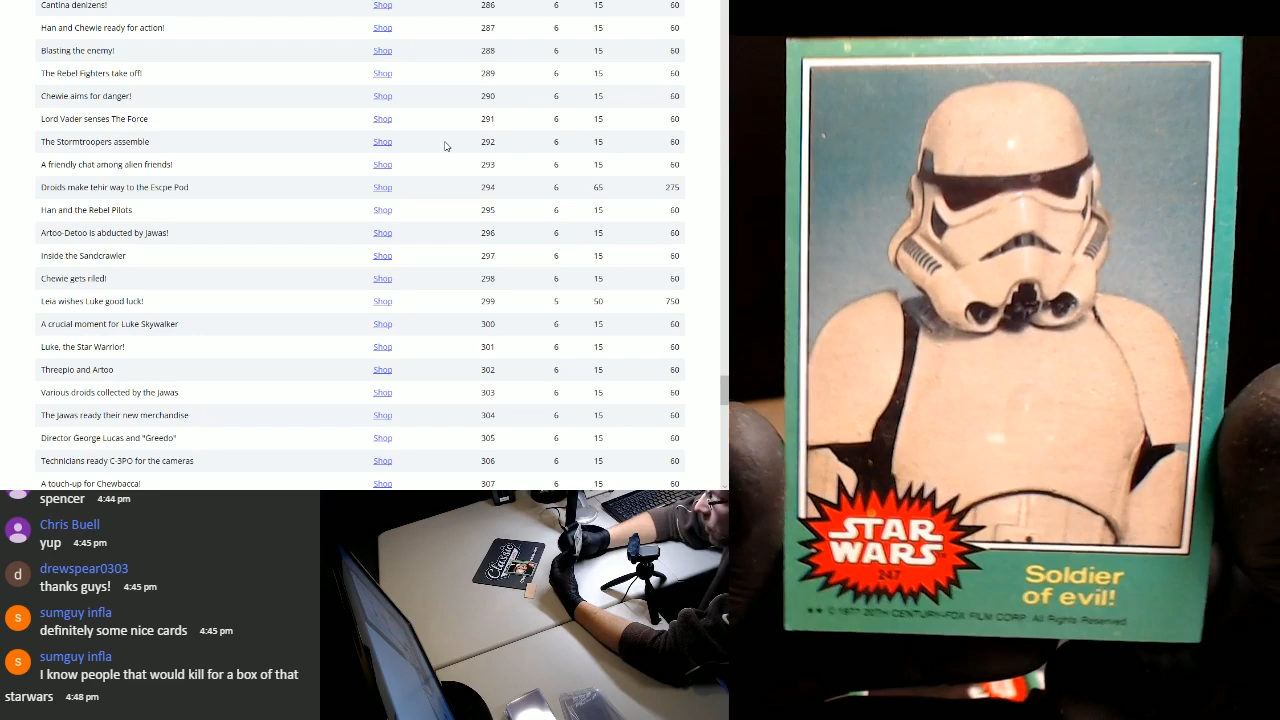 Cantina denizens! Shop 286 6 15 60
Han and Chewie ready for action! Shop 287 6 15 60
Blasting the enemy! Shop 288 6 15 60
The Rebel Fighters take off! Shop 289 6 15 60
Chewie aims for danger! Shop 290 6 15 60
Lord Vader senses The Force Shop 291 6 15 60
The Stormtroopers assemble Shop 292 6 15 60
A friendly chat among alien friends! Shop 293 6 15 60
Droids make tehir way to the Escpe Pod Shop 294 6 65 275
Han and the Rebel Pilots Shop 295 6 15 60
Artoo-Detoo is abducted by Jawas! Shop 296 6 15 60
Inside the Sandcrawler Shop 297 6 15 60
Chewie gets riled! Shop 298 6 15 60
Leia wishes Luke good luck! Shop 299 5 50 750
A crucial moment for Luke Skywalker Shop 300 6 15 60
Luke, the Star Warrior! Shop 301 6 15 60
Threepio and Artoo Shop 302 6 15 60
Various droids collected by the Jawas Shop 303 6 15 60
The Jawas ready their new merchandise Shop 304 6 15 60
Director George Lucas and "Greedo" Shop 305 6 15 60
Technicians ready C-3PO for the cameras Shop 306 6 15 60
A touch-up for Chewbacca! Shop 307 6 15 60
spencer 4:44 pm
Chris Buell
yup 4:45 pm
d drewspear0303
thanks guys! 4:45 pm
s sumguy infla
definitely some nice cards 4:45 pm
s sumguy infla
I know people that would kill for a box of that
starwars 4:48 pm
Classic
STAR
WARS
247
Soldier
of evil!
★★ © 1977 20TH CENTURY-FOX FILM CORP. All Rights Reserved.